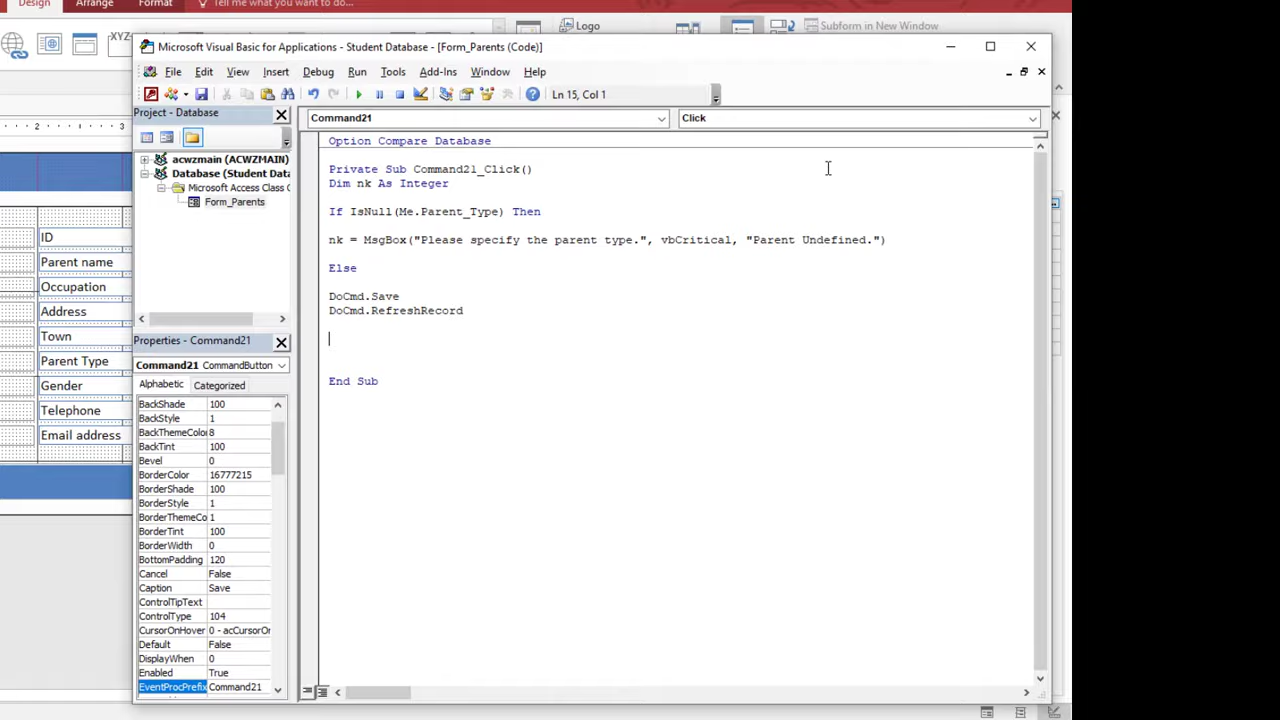 Design Arrange Format Tell me what you want to do...
Logo
Subform in New Window
XYZ
Microsoft Visual Basic for Applications - Student Database - [Form_Parents (Code)]
File Edit View Insert Debug Run Tools Add-Ins Window Help
Ln 15, Col 1
Project - Database
Command21
Click
acwzmain (ACWZMAIN)
Database (Student Data
Microsoft Access Class O
Form_Parents
Option Compare Database
Private Sub Command21_Click()
Dim nk As Integer
If IsNull(Me.Parent_Type) Then
nk = MsgBox("Please specify the parent type.", vbCritical, "Parent Undefined.")
Else
DoCmd.Save
DoCmd.RefreshRecord
End Sub
2 3
ID
Parent name
Occupation
Address
Town
Parent Type
Gender
Telephone
Email address
Properties - Command21
Command21 CommandButton
Alphabetic Categorized
BackShade 100
BackStyle 1
BackThemeColor 8
BackTint 100
Bevel 0
BorderColor 16777215
BorderShade 100
BorderStyle 1
BorderThemeCo 1
BorderTint 100
BorderWidth 0
BottomPadding 120
Cancel False
Caption Save
ControlTipText
ControlType 104
CursorOnHover 0 - acCursorOn
Default False
DisplayWhen 0
Enabled True
EventProcPrefix Command21